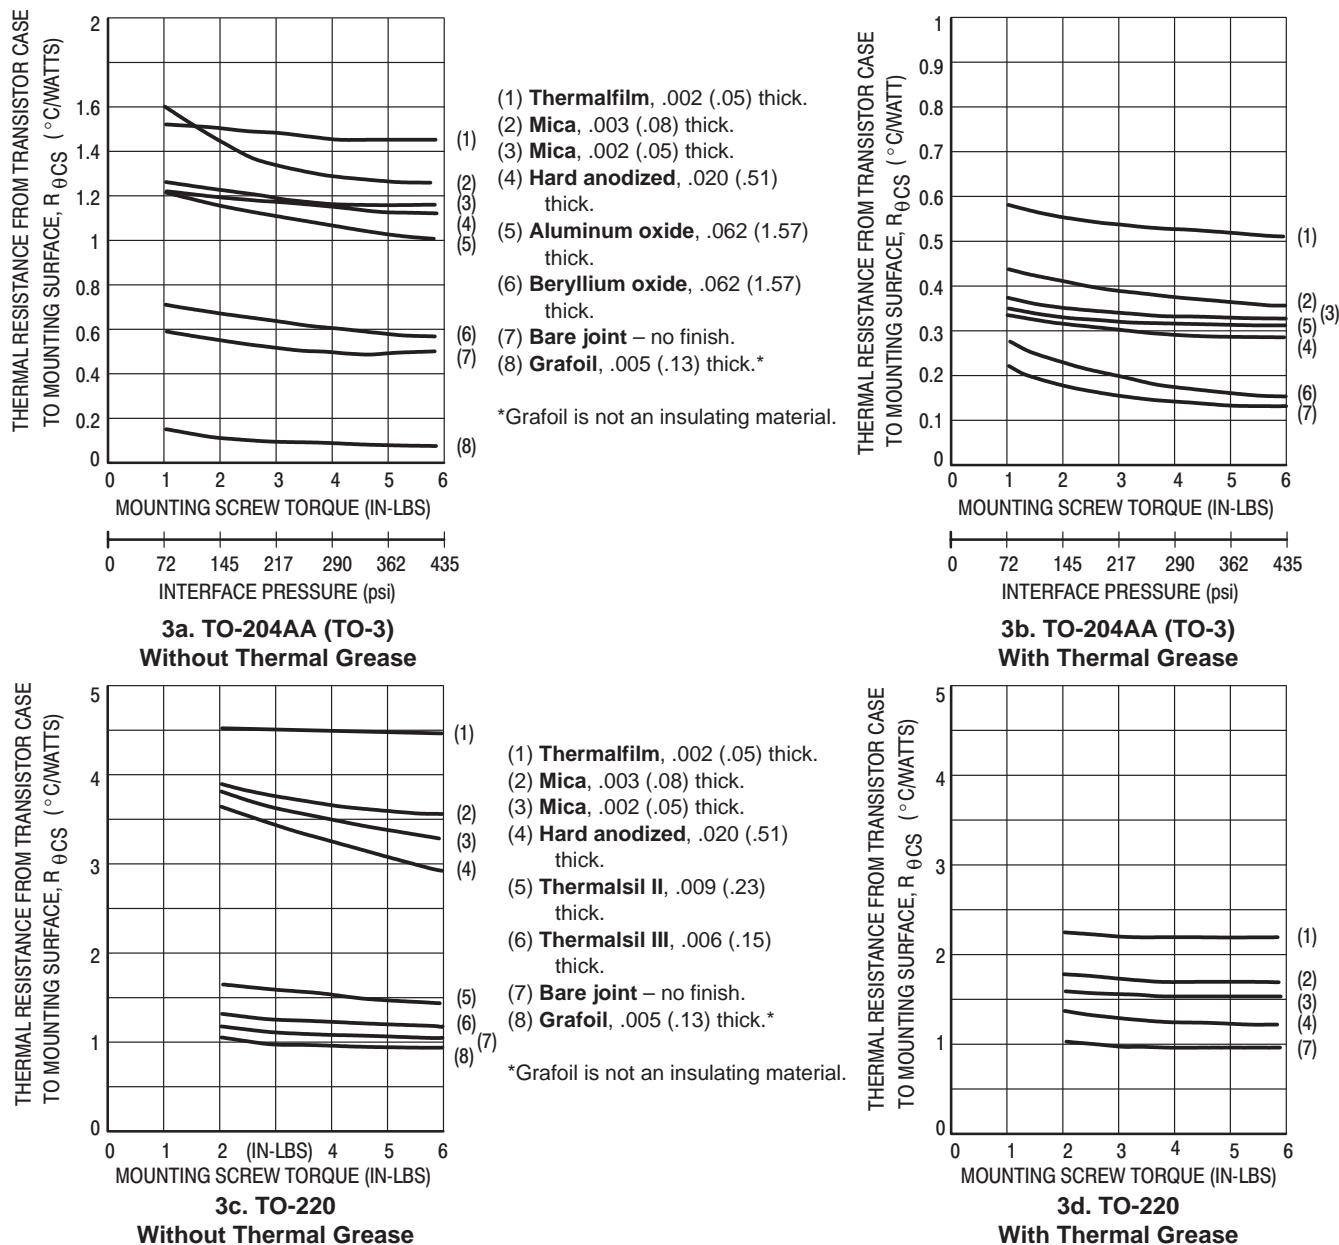 THERMAL RESISTANCE FROM TRANSISTOR CASE
TO MOUNTING SURFACE, RθCS (°C/WATTS)
2
1.6
1.4
1.2
1
0.8
0.6
0.4
0.2
0
(1)
(2)
(3)
(4)
(5)
(6)
(7)
(8)
0 1 2 3 4 5 6
MOUNTING SCREW TORQUE (IN-LBS)
0 72 145 217 290 362 435
INTERFACE PRESSURE (psi)
3a. TO-204AA (TO-3)
Without Thermal Grease
(1) Thermalfilm, .002 (.05) thick.
(2) Mica, .003 (.08) thick.
(3) Mica, .002 (.05) thick.
(4) Hard anodized, .020 (.51)
thick.
(5) Aluminum oxide, .062 (1.57)
thick.
(6) Beryllium oxide, .062 (1.57)
thick.
(7) Bare joint – no finish.
(8) Grafoil, .005 (.13) thick.*
*Grafoil is not an insulating material.
THERMAL RESISTANCE FROM TRANSISTOR CASE
TO MOUNTING SURFACE, RθCS (°C/WATT)
1
0.9
0.8
0.7
0.6
0.5
0.4
0.3
0.2
0.1
0
(1)
(2)
(3)
(5)
(4)
(6)
(7)
0 1 2 3 4 5 6
MOUNTING SCREW TORQUE (IN-LBS)
0 72 145 217 290 362 435
INTERFACE PRESSURE (psi)
3b. TO-204AA (TO-3)
With Thermal Grease
THERMAL RESISTANCE FROM TRANSISTOR CASE
TO MOUNTING SURFACE, RθCS (°C/WATTS)
5
4
3
2
1
0
(1)
(2)
(3)
(4)
(5)
(6)
(7)
(8)
0 1 2 (IN-LBS) 4 5 6
MOUNTING SCREW TORQUE (IN-LBS)
3c. TO-220
Without Thermal Grease
(1) Thermalfilm, .002 (.05) thick.
(2) Mica, .003 (.08) thick.
(3) Mica, .002 (.05) thick.
(4) Hard anodized, .020 (.51)
thick.
(5) Thermalsil II, .009 (.23)
thick.
(6) Thermalsil III, .006 (.15)
thick.
(7) Bare joint – no finish.
(8) Grafoil, .005 (.13) thick.*
*Grafoil is not an insulating material.
THERMAL RESISTANCE FROM TRANSISTOR CASE
TO MOUNTING SURFACE, RθCS (°C/WATTS)
5
4
3
2
1
0
(1)
(2)
(3)
(4)
(7)
0 1 2 3 4 5 6
MOUNTING SCREW TORQUE (IN-LBS)
3d. TO-220
With Thermal Grease